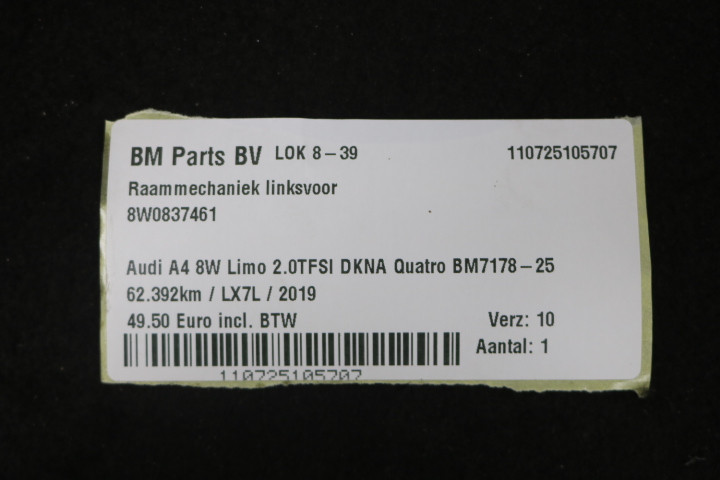 BM Parts BV LOK 8-39 110725105707
Raammechaniek linksvoor
8W0837461
Audi A4 8W Limo 2.0TFSI DKNA Quatro BM7178-25
62.392km / LX7L / 2019
49.50 Euro incl. BTW Verz: 10
Aantal: 1
110725105707